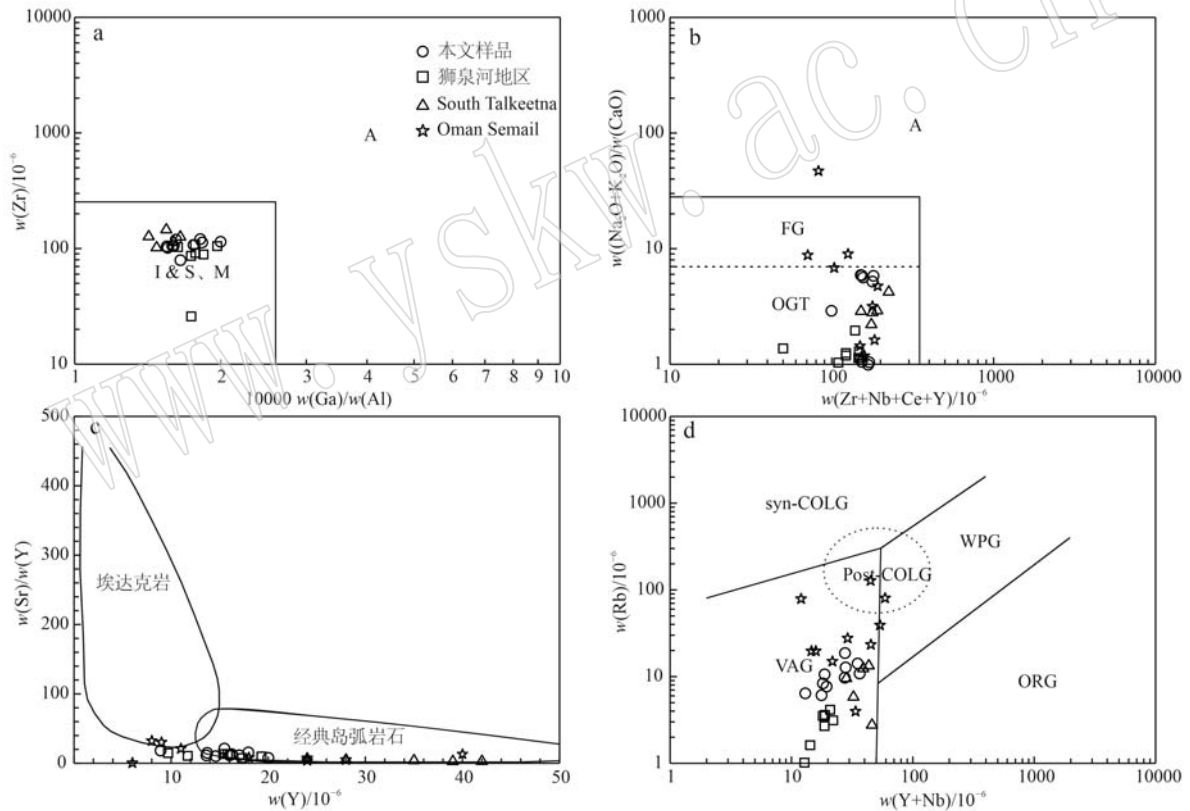 a
10000
1000
100
10
w(Zr)/10⁻⁶
○ 本文样品
□ 狮泉河地区
△ South Talkeetna
☆ Oman Semail
A
I & S、M
1 2 3 4 5 6 7 8 9 10
10000 w(Ga)/w(Al)
b
1000
100
10
1
w((Na₂O+K₂O)/w(CaO)
A
FG
OGT
10 100 1000 10000
w(Zr+Nb+Ce+Y)/10⁻⁶
c
500
400
300
200
100
0
w(Sr)/w(Y)
埃达克岩
经典岛弧岩石
10 20 30 40 50
w(Y)/10⁻⁶
d
10000
1000
100
10
1
w(Rb)/10⁻⁶
syn-COLG
WPG
Post-COLG
VAG
ORG
1 10 100 1000 10000
w(Y+Nb)/10⁻⁶
www.yskw.ac.cn